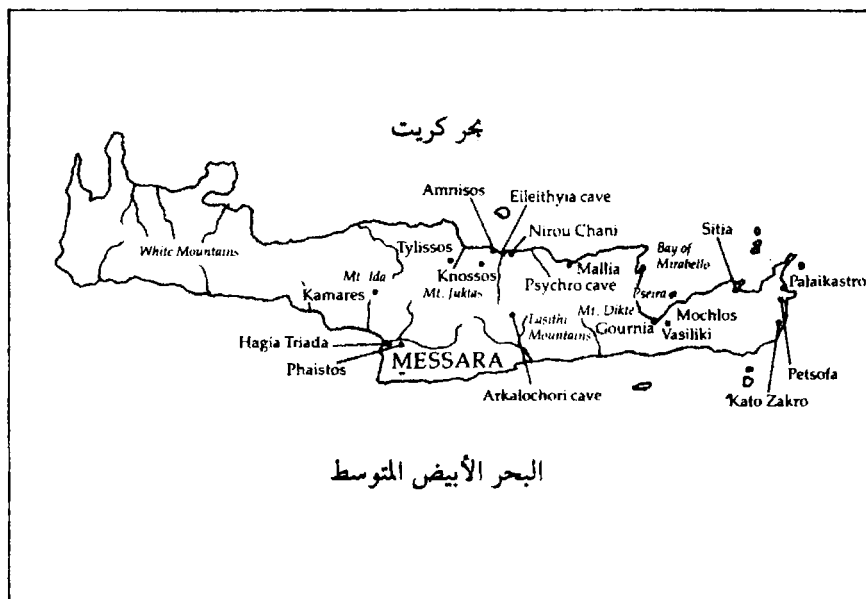 بحر كريت
Amnisos
Eileithyia cave
Nirou Chani
Sitia
Tylissos
Bay of
Mirabello
White Mountains
Mallia
Palaikastro
Knossos
Mt. Ida
Psychro cave
Mt. Juktas
Pseira
Kamares
Mochlos
Mt. Dikte
Lasithi
Mountains
Gournia
Vasiliki
Hagia Triada
MESSARA
Phaistos
Petsofa
Arkalochori cave
Kato Zakro
البحر الأبيض المتوسط